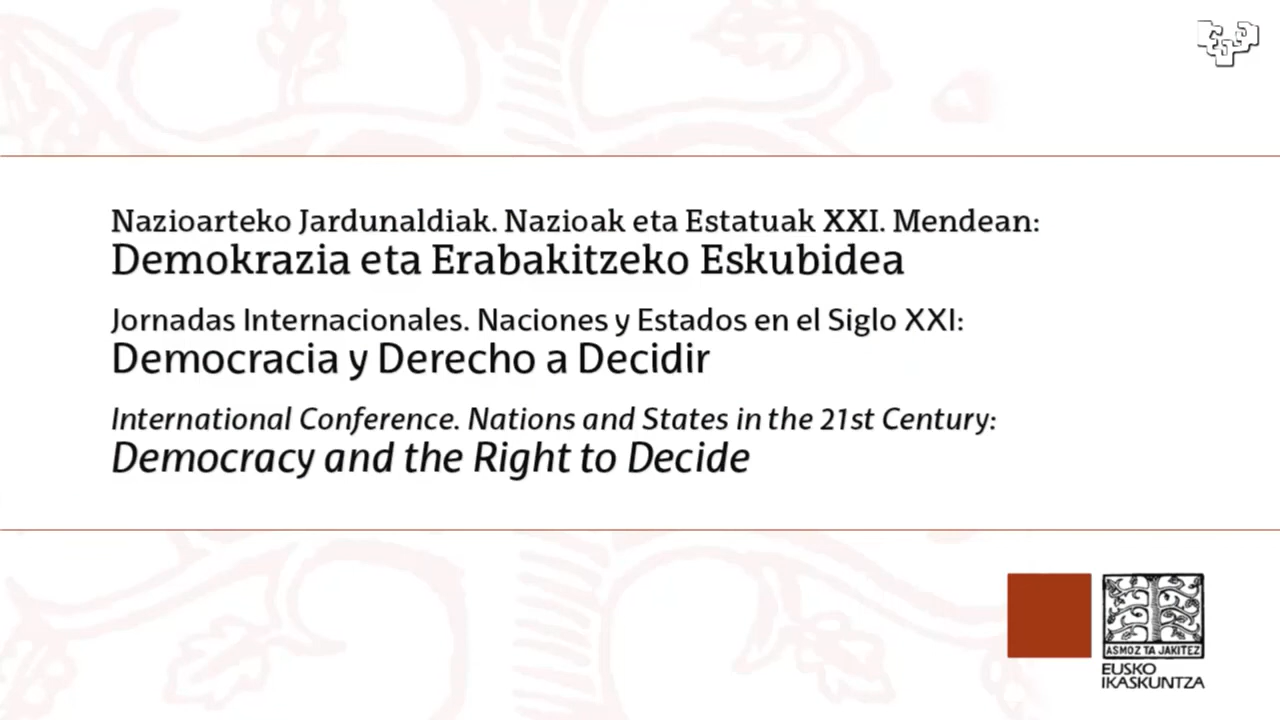 Nazioarteko Jardunaldiak. Nazioak eta Estatuak XXI. Mendean:
Demokrazia eta Erabakitzeko Eskubidea
Jornadas Internacionales. Naciones y Estados en el Siglo XXI:
Democracia y Derecho a Decidir
International Conference. Nations and States in the 21st Century:
Democracy and the Right to Decide
ASMOZ TA JAKITEZ
EUSKO
IKASKUNTZA